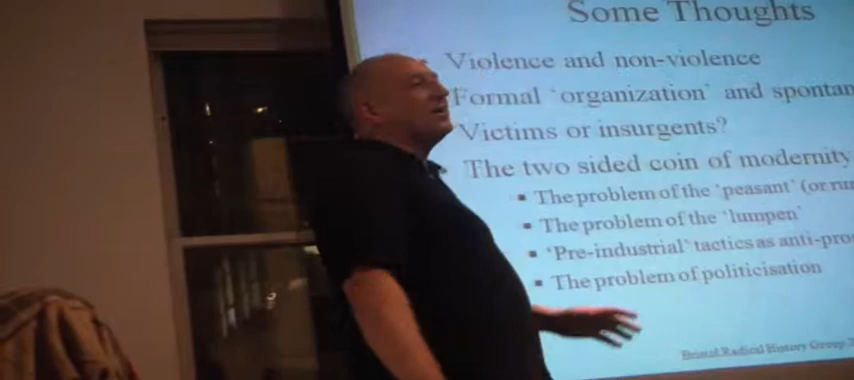 Some Thoughts
Violence and non-violence
Formal 'organization' and spontan
Victims or insurgents?
The two sided coin of modernity
The problem of the 'peasant' (or rur
The problem of the 'lumpen'
'Pre-industrial' tactics as anti-pro
The problem of politicisation
Bristol Radical History Group 2